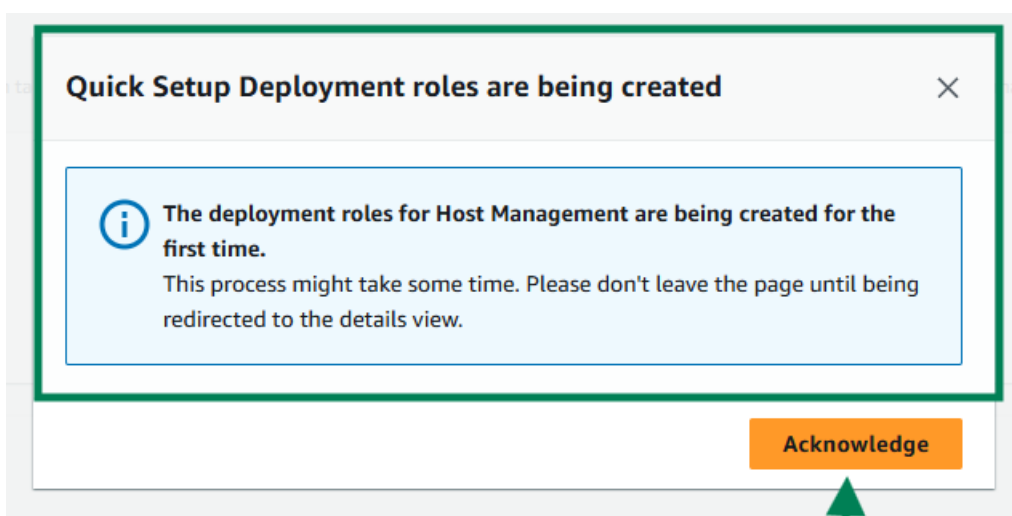 Quick Setup Deployment roles are being created
The deployment roles for Host Management are being created for the
first time.
This process might take some time. Please don't leave the page until being
redirected to the details view.
Acknowledge